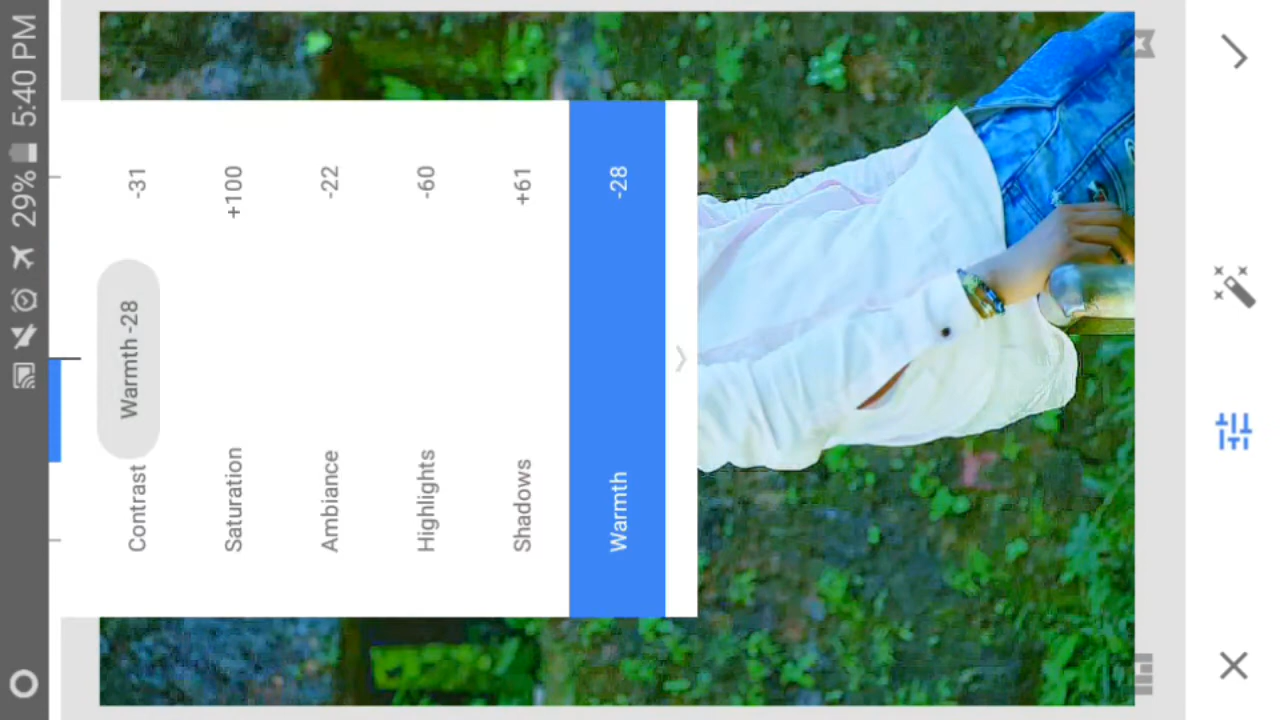 29% 5:40 PM
Warmth -28
Contrast -31
Saturation +100
Ambiance -22
Highlights -60
Shadows +61
Warmth -28